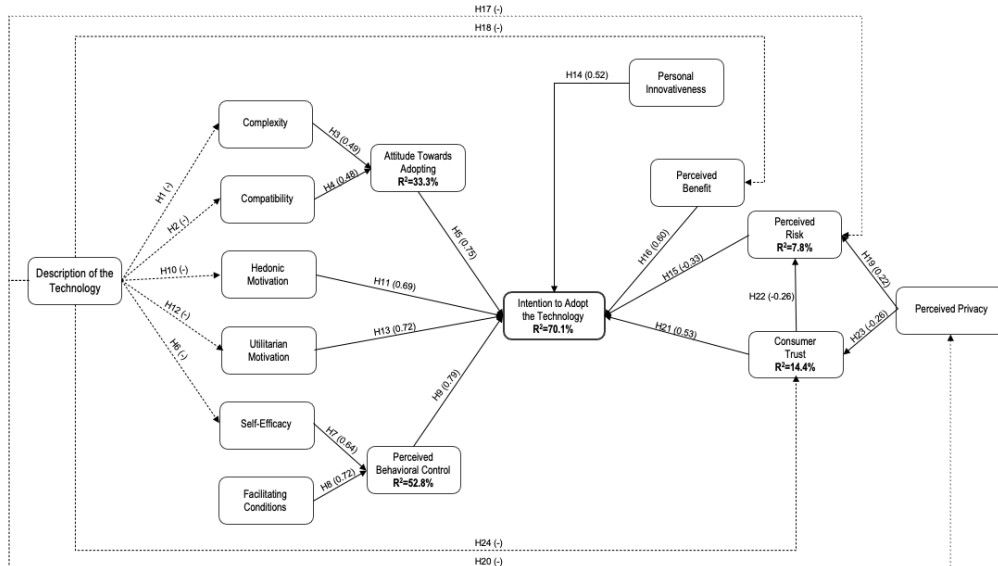 H17 (-)
H18 (-)
H14 (0.52)
Personal
Innovativeness
Complexity
H3 (0.49)
Attitude Towards
Adopting
R²=33.3%
H1 (-)
H4 (0.48)
Compatibility
Perceived
Benefit
H2 (-)
H5 (0.75)
H16 (0.60)
Perceived
Risk
R²=7.8%
H15 (-0.33)
H19 (0.22)
Description of the
Technology
H10 (-)
Hedonic
Motivation
H11 (0.69)
H12 (-)
Intention to Adopt
the Technology
R²=70.1%
H22 (-0.26)
Perceived Privacy
H6 (-)
Utilitarian
Motivation
H13 (0.72)
H21 (0.53)
H23 (-0.26)
Consumer
Trust
R²=14.4%
H9 (0.79)
Self-Efficacy
H7 (0.64)
Perceived
Behavioral Control
R²=52.8%
H8 (0.72)
Facilitating
Conditions
H24 (-)
H20 (-)